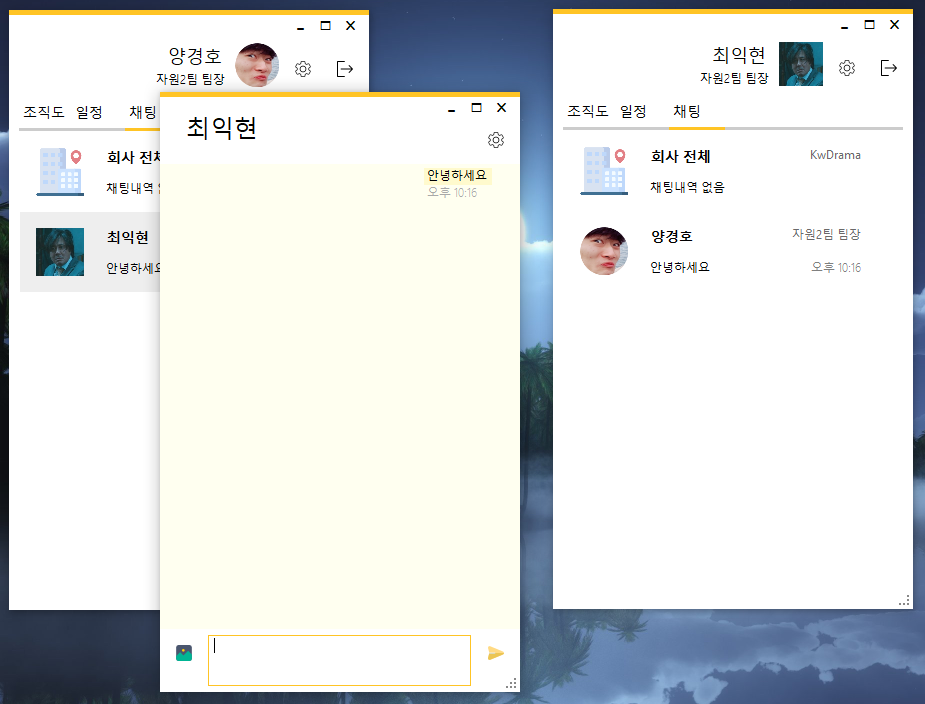 양경호
자원2팀 팀장
조직도 일정 채팅
회사 전체
채팅내역
최익현
안녕하세요
최익현
안녕하세요
오후 10:16
최익현
자원2팀 팀장
조직도 일정 채팅
회사 전체 KwDrama
채팅내역 없음
양경호 자원2팀 팀장
안녕하세요 오후 10:16